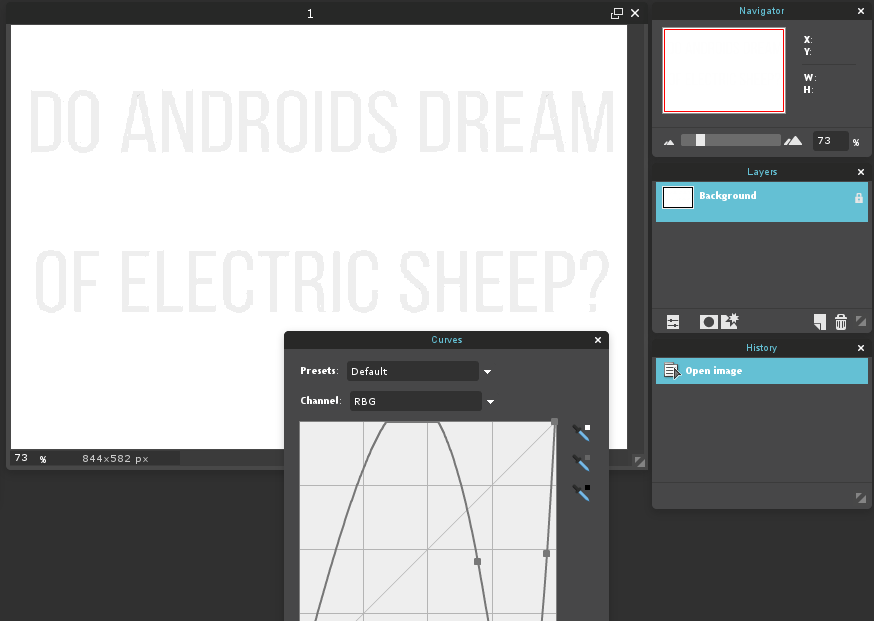 1
Navigator
X:
Y:
W:
H:
73 %
DO ANDROIDS DREAM
OF ELECTRIC SHEEP?
Layers
Background
73 % 844x582 px
History
Open image
Curves
Presets: Default
Channel: RBG